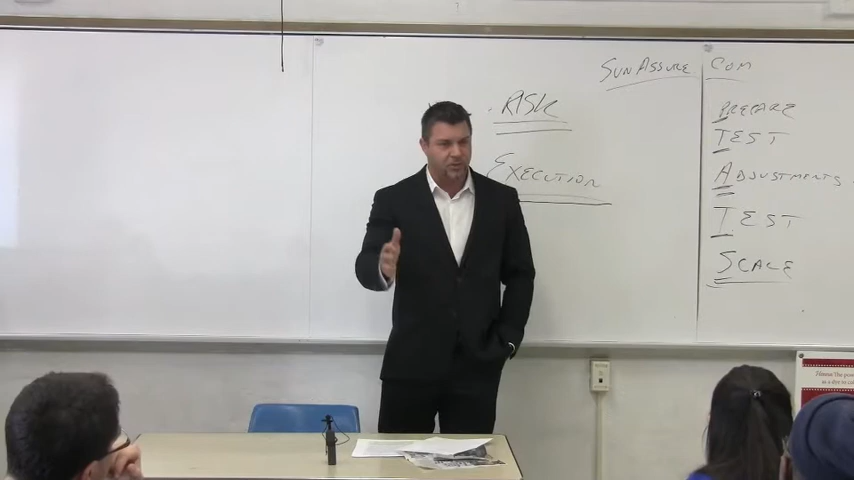 SUNASSURE COM
. RISK
EXECUTION
PREPARE
TEST
ADJUSTMENTS
TEST
SCALE